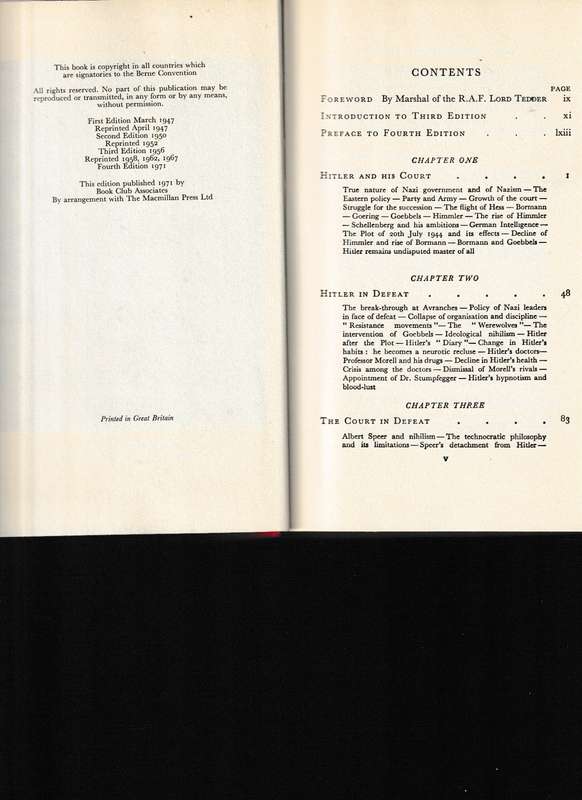 This book is copyright in all countries which
are signatories to the Berne Convention
All rights reserved. No part of this publication may be
reproduced or transmitted, in any form or by any means,
without permission.
First Edition March 1947
Reprinted April 1947
Second Edition 1950
Reprinted 1952
Third Edition 1956
Reprinted 1958, 1962, 1967
Fourth Edition 1971
This edition published 1971 by
Book Club Associates
By arrangement with The Macmillan Press Ltd
Printed in Great Britain
CONTENTS
PAGE
FOREWORD By Marshal of the R.A.F. LORD TEDDER ix
INTRODUCTION TO THIRD EDITION . . xi
PREFACE TO FOURTH EDITION . . . lxiii
CHAPTER ONE
HITLER AND HIS COURT . . . . 1
True nature of Nazi government and of Nazism — The
Eastern policy — Party and Army — Growth of the court —
Struggle for the succession — The flight of Hess — Bormann
— Goering — Goebbels — Himmler — The rise of Himmler
— Schellenberg and his ambitions — German Intelligence —
The Plot of 20th July 1944 and its effects — Decline of
Himmler and rise of Bormann — Bormann and Goebbels —
Hitler remains undisputed master of all
CHAPTER TWO
HITLER IN DEFEAT . . . . . 48
The break-through at Avranches — Policy of Nazi leaders
in face of defeat — Collapse of organisation and discipline —
" Resistance movements " — The " Werewolves " — The
intervention of Goebbels — Ideological nihilism — Hitler
after the Plot — Hitler's " Diary " — Change in Hitler's
habits : he becomes a neurotic recluse — Hitler's doctors —
Professor Morell and his drugs — Decline in Hitler's health —
Crisis among the doctors — Dismissal of Morell's rivals —
Appointment of Dr. Stumpfegger — Hitler's hypnotism and
blood-lust
CHAPTER THREE
THE COURT IN DEFEAT . . . . 83
Albert Speer and nihilism — The technocratic philosophy
and its limitations — Speer's detachment from Hitler —
v